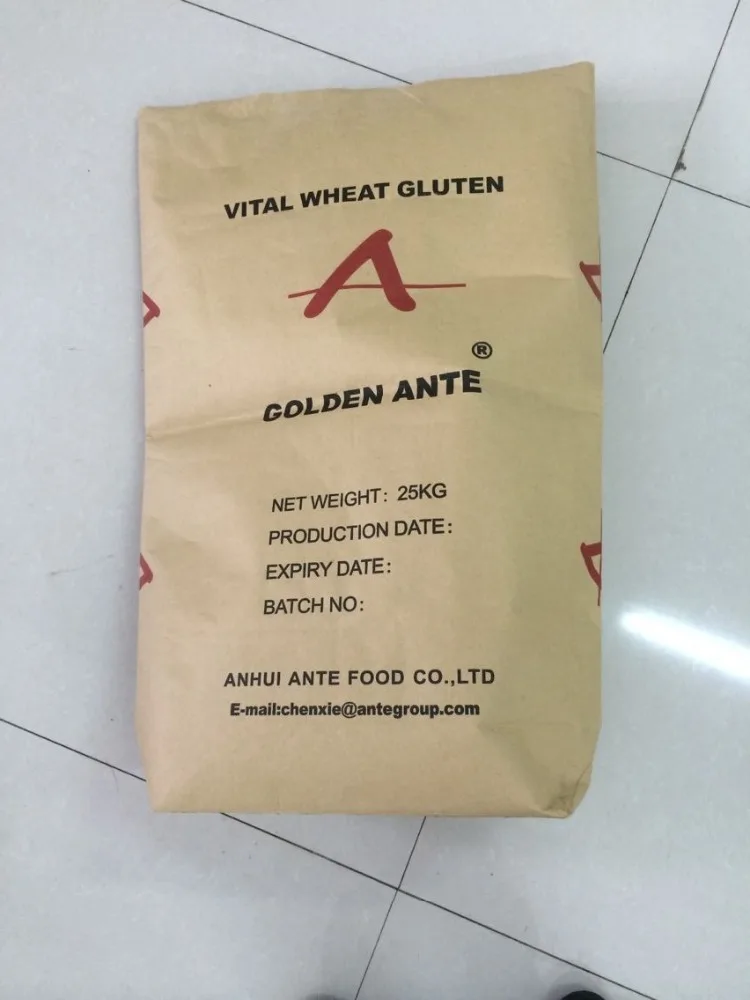 VITAL WHEAT GLUTEN
A
®
GOLDEN ANTE
NET WEIGHT: 25KG
PRODUCTION DATE:
EXPIRY DATE:
BATCH NO:
ANHUI ANTE FOOD CO.,LTD
E-mail:chenxie@antegroup.com